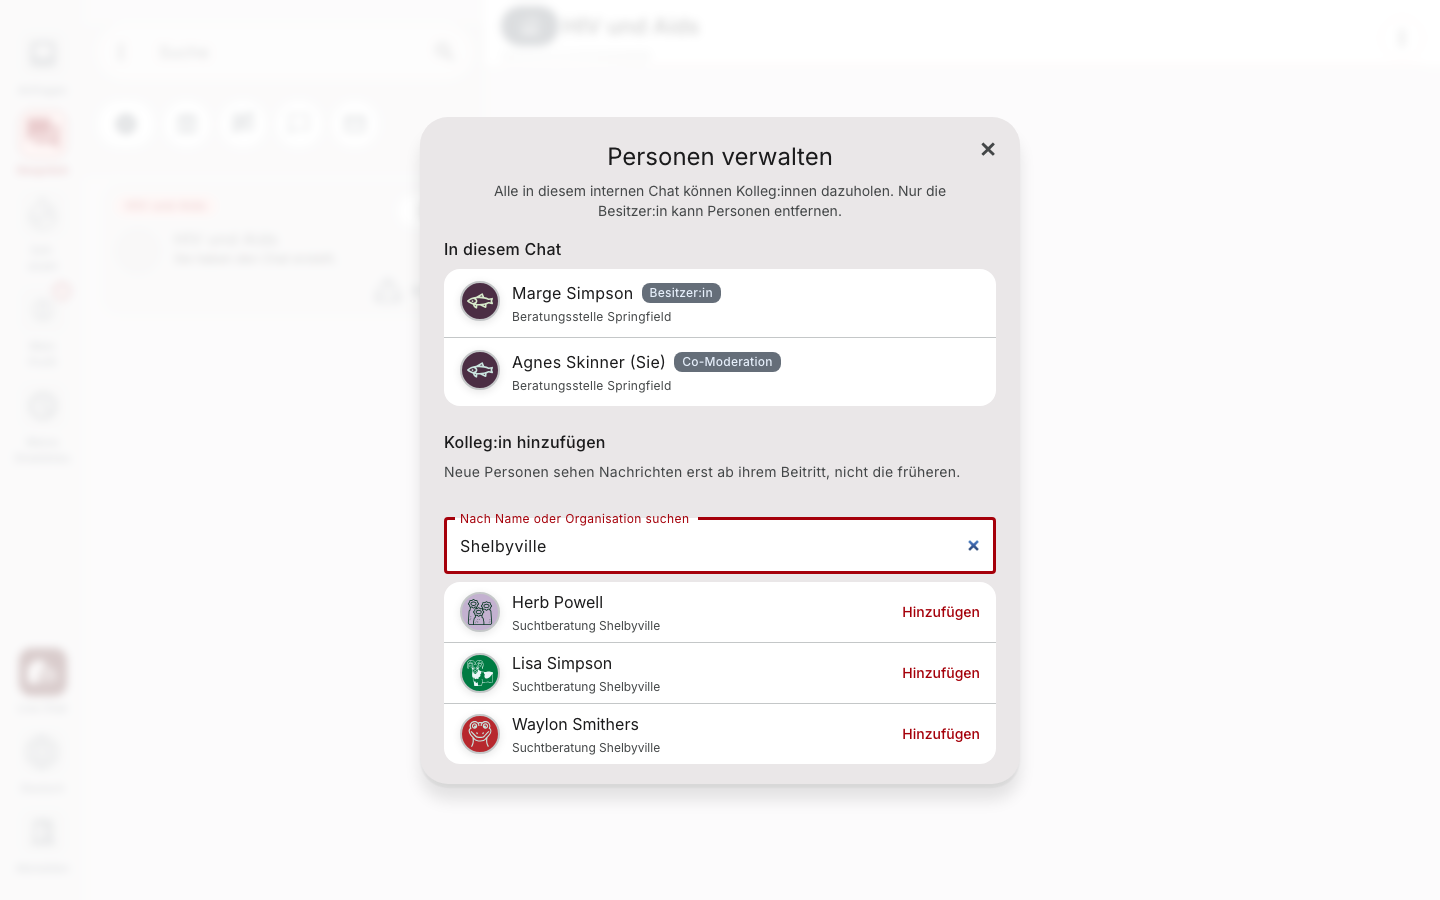 Personen verwalten
Alle in diesem internen Chat können Kolleg:innen dazuholen. Nur die
Besitzer:in kann Personen entfernen.
In diesem Chat
Marge Simpson Besitzer:in
Beratungsstelle Springfield
Agnes Skinner (Sie) Co-Moderation
Beratungsstelle Springfield
Kolleg:in hinzufügen
Neue Personen sehen Nachrichten erst ab ihrem Beitritt, nicht die früheren.
Nach Name oder Organisation suchen
Shelbyville
Herb Powell
Suchtberatung Shelbyville
Hinzufügen
Lisa Simpson
Suchtberatung Shelbyville
Hinzufügen
Waylon Smithers
Suchtberatung Shelbyville
Hinzufügen